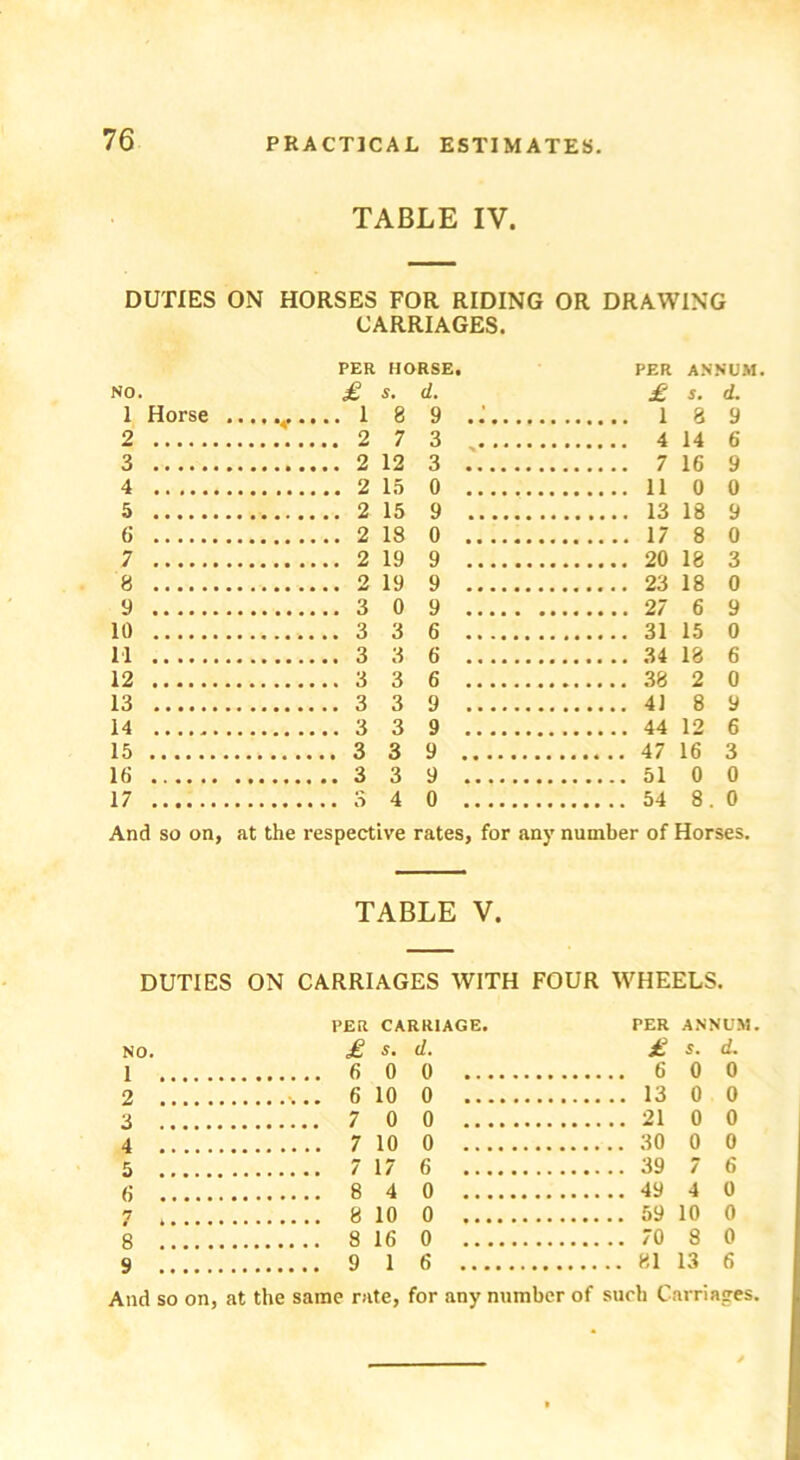 76 PRACTICAL ESTIMATES.
TABLE IV.
DUTIES ON HORSES FOR RIDING OR DRAWING
CARRIAGES.
PER HORSE. PER ANNUM.
NO. £ s. d. £ s. d.
1 Horse .......... 1 8 9 .............. 1 8 9
2 .................. 2 7 3 .............. 4 14 6
3 .................. 2 12 3 .............. 7 16 9
4 .................. 2 15 0 .............. 11 0 0
5 .................. 2 15 9 .............. 13 18 9
6 .................. 2 18 0 .............. 17 8 0
7 .................. 2 19 9 .............. 20 18 3
8 .................. 2 19 9 .............. 23 18 0
9 .................. 3 0 9 .............. 27 6 9
10 .................. 3 3 6 .............. 31 15 0
11 .................. 3 3 6 .............. 34 18 6
12 .................. 3 3 6 .............. 38 2 0
13 .................. 3 3 9 .............. 41 8 9
14 .................. 3 3 9 .............. 44 12 6
15 .................. 3 3 9 .............. 47 16 3
16 .................. 3 3 9 .............. 51 0 0
17 .................. 3 4 0 .............. 54 8 0
And so on, at the respective rates, for any number of Horses.
TABLE V.
DUTIES ON CARRIAGES WITH FOUR WHEELS.
PER CARRIAGE. PER ANNUM.
NO. £ s. d. £ s. d.
1 ............... 6 0 0 ............... 6 0 0
2 ............... 6 10 0 ............... 13 0 0
3 ............... 7 0 0 ............... 21 0 0
4 ............... 7 10 0 ............... 30 0 0
5 ............... 7 17 6 ............... 39 7 6
6 ............... 8 4 0 ............... 49 4 0
7 ............... 8 10 0 ............... 59 10 0
8 ............... 8 16 0 ............... 70 8 0
9 ............... 9 1 6 ............... 81 13 6
And so on, at the same rate, for any number of such Carriages.